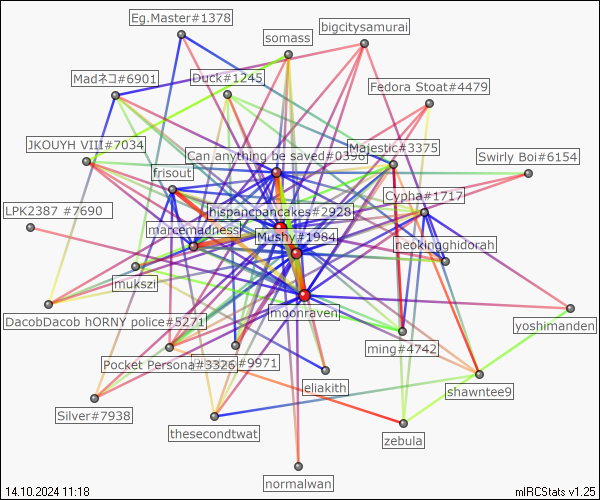 Eg.Master#1378
bigcitysamurai
somass
Madネコ#6901
Duck#1245
Fedora Stoat#4479
JKOUYH VIII#7034
Majestic#3375
Can anything be saved#0396
Swirly Boi#6154
frisout
Cypha#1717
LPK2387 #7690
hispancpancakes#2928
marcemadness
Mushy#1984
neokingghidorah
mukszi
moonraven
DacobDacob hORNY police#5271
yoshimanden
ming#4742
Pocket Persona#3326
#9971
eliakith
shawntee9
Silver#7938
thesecondtwat
zebula
normalwan
14.10.2024 11:18
mIRCStats v1.25